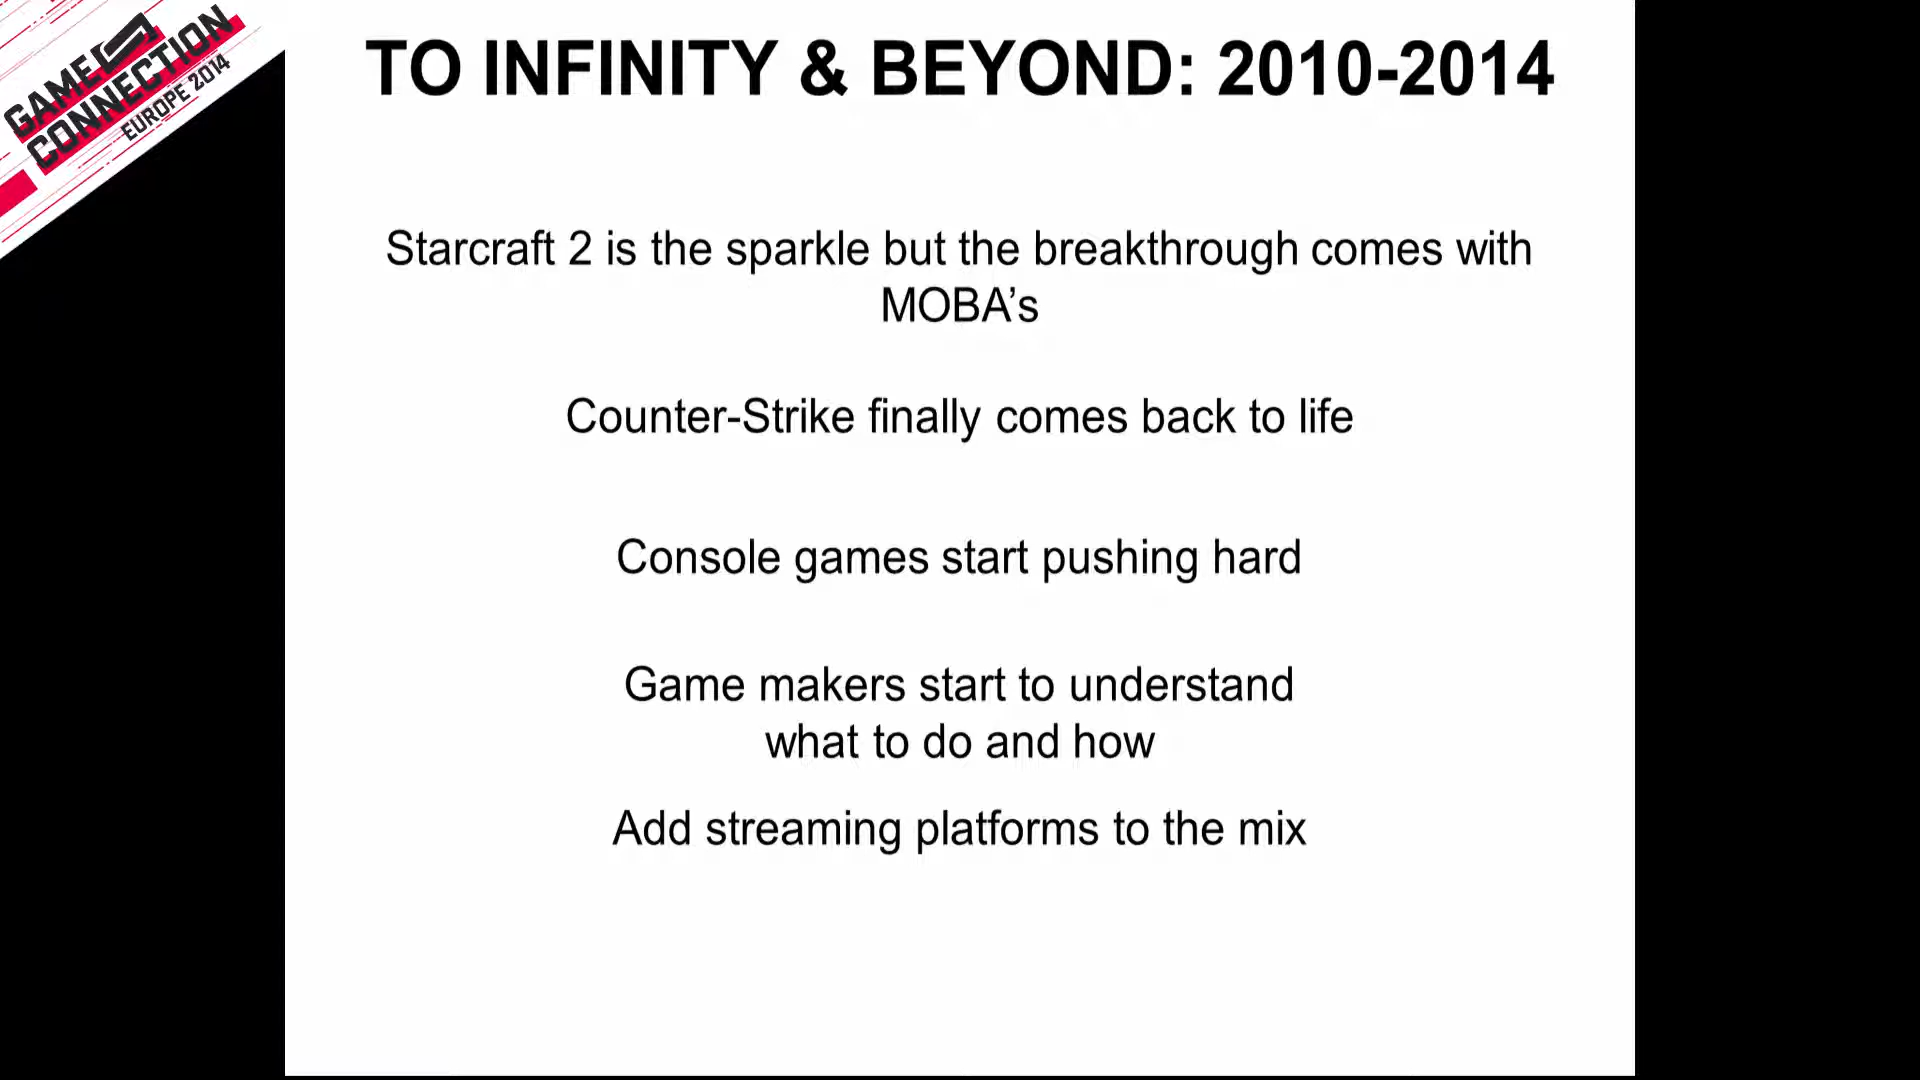 GAME
CONNECTION
EUROPE 2014
TO INFINITY & BEYOND: 2010-2014
Starcraft 2 is the sparkle but the breakthrough comes with
MOBA’s
Counter-Strike finally comes back to life
Console games start pushing hard
Game makers start to understand
what to do and how
Add streaming platforms to the mix